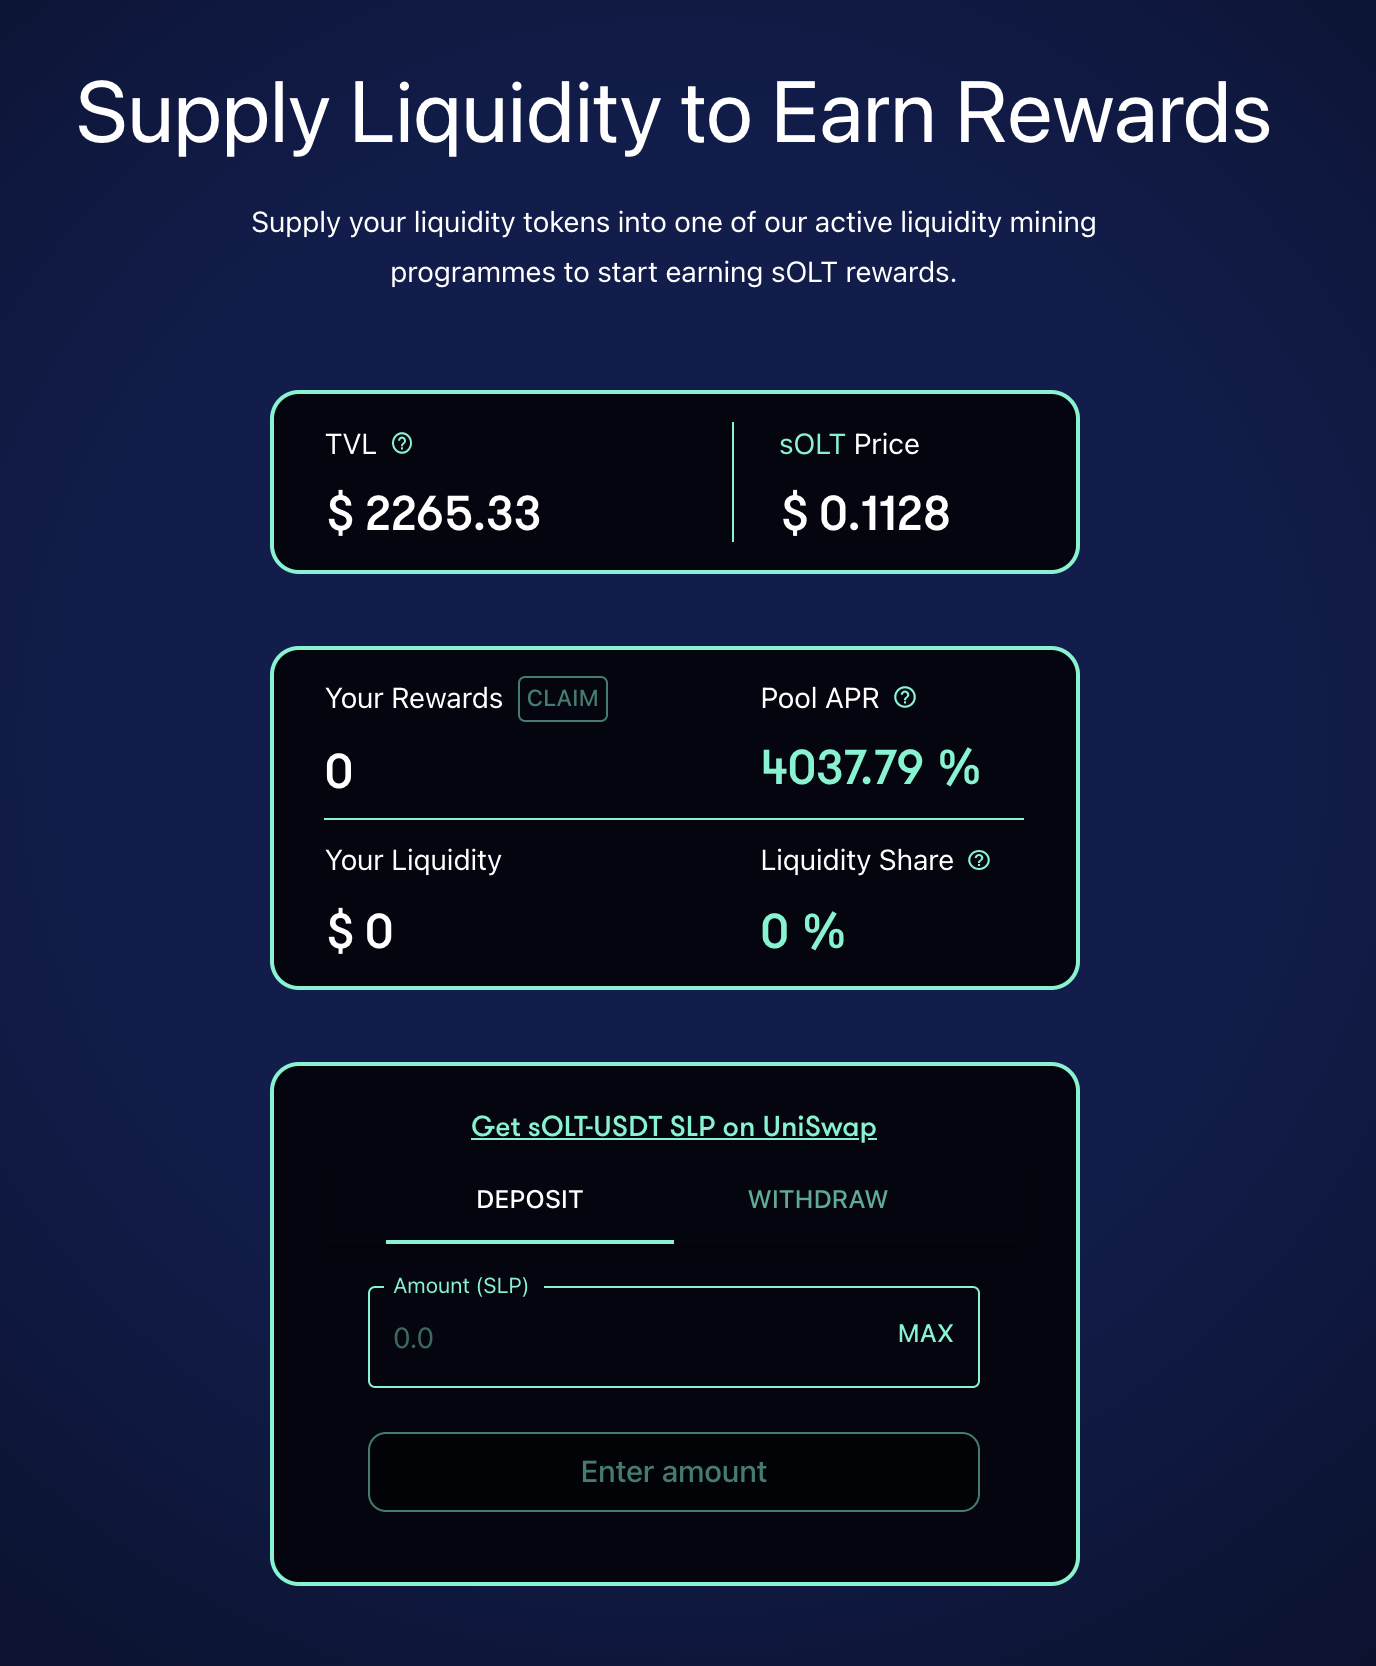 Supply Liquidity to Earn Rewards
Supply your liquidity tokens into one of our active liquidity mining
programmes to start earning sOLT rewards.
TVL
$ 2265.33
sOLT Price
$ 0.1128
Your Rewards CLAIM
0
Pool APR
4037.79 %
Your Liquidity
$ 0
Liquidity Share
0 %
Get sOLT-USDT SLP on UniSwap
DEPOSIT WITHDRAW
Amount (SLP)
0.0 MAX
Enter amount